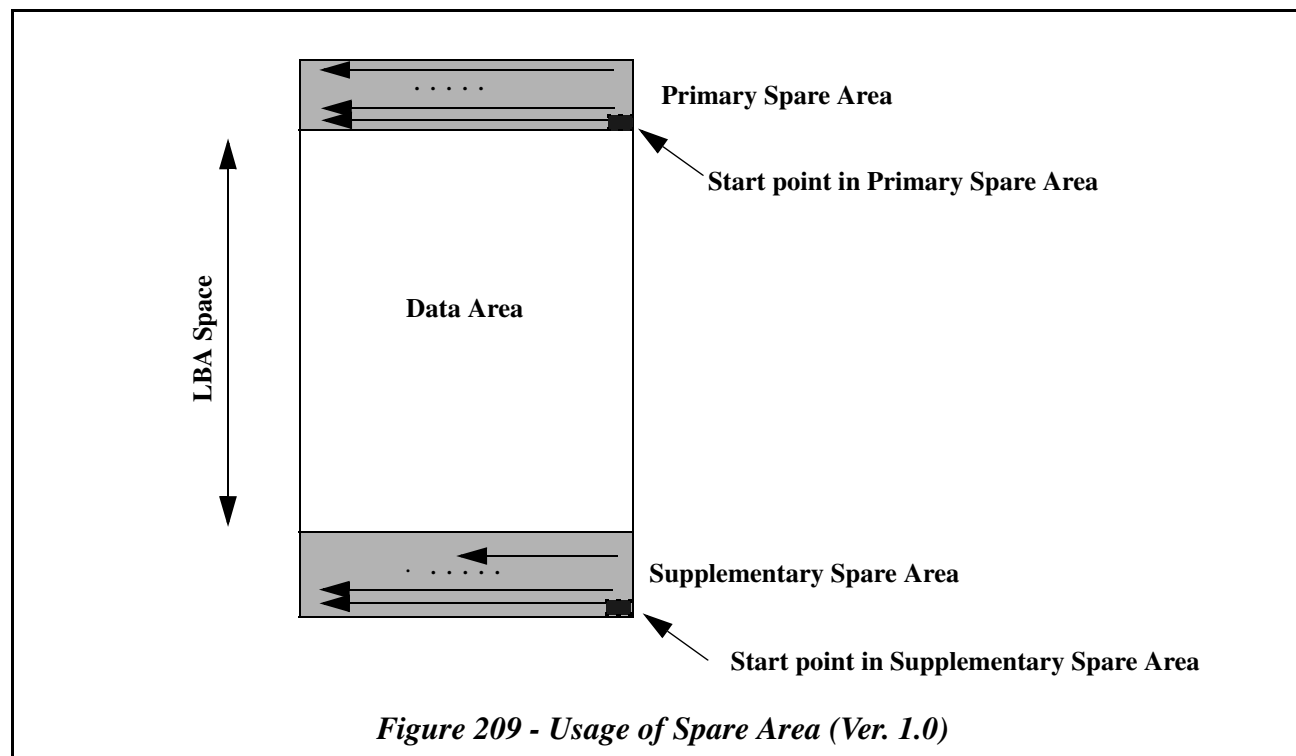 Primary Spare Area
Start point in Primary Spare Area
LBA Space
Data Area
Supplementary Spare Area
Start point in Supplementary Spare Area
Figure 209 - Usage of Spare Area (Ver. 1.0)